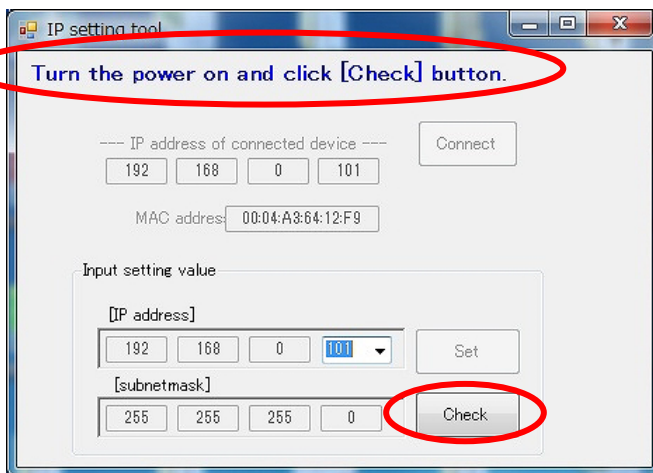 IP setting tool
Turn the power on and click [Check] button.
--- IP address of connected device ---
192 168 0 101
Connect
MAC addres 00:04:A3:64:12:F9
Input setting value
[IP address]
192 168 0 101
Set
[subnetmask]
255 255 255 0
Check